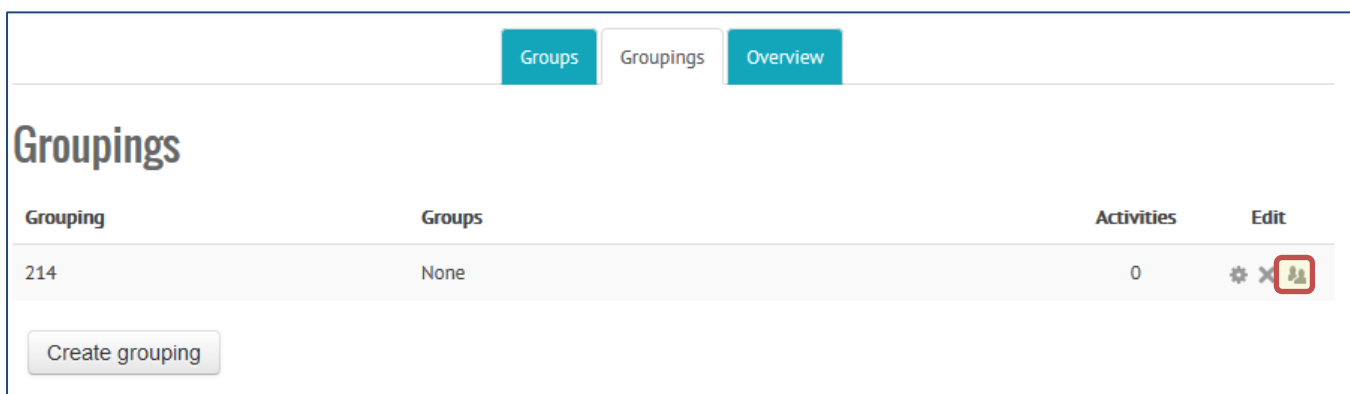 Groups Groupings Overview
Groupings
Grouping Groups Activities Edit
214 None 0
Create grouping